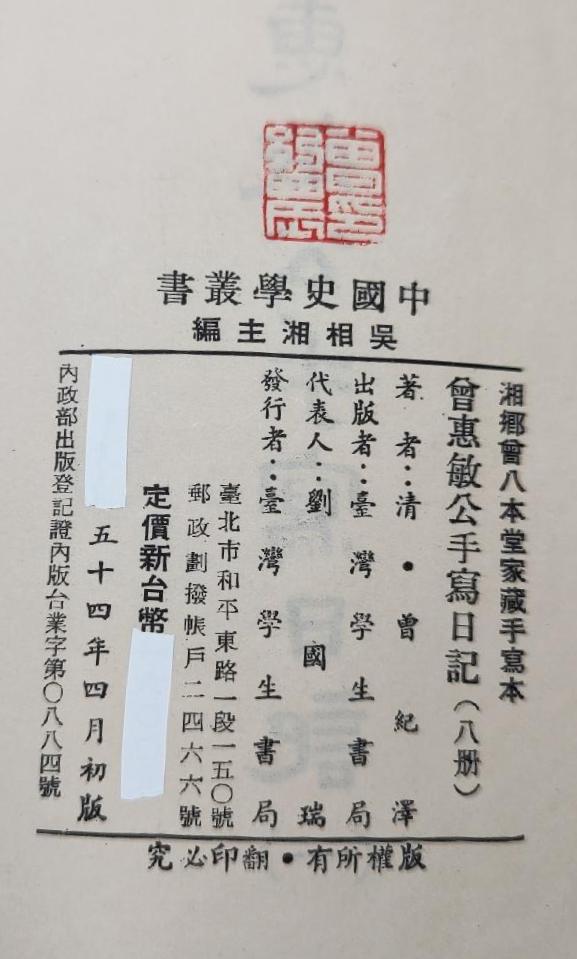 中國史學叢書
吳相湘主編
湘鄉曾八本堂家藏手寫本
曾惠敏公手寫日記（八册）
著者：清•曾紀澤
出版者：臺灣學生書局
代表人：劉國瑞
發行者：臺灣學生書局
臺北市和平東路一段一五〇號
郵政劃撥帳戶二四六六號
定價新台幣
五十四年四月初版
內政部出版登記證內版台業字第〇八八四號
版權所有•翻印必究